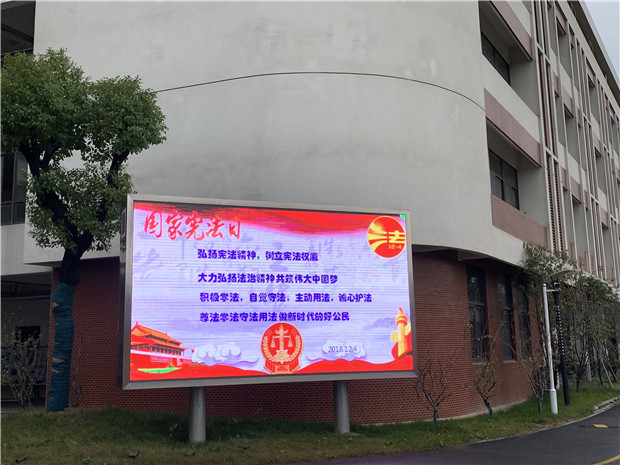 国家宪法日
法
12·4
弘扬宪法精神，树立宪法权威
大力弘扬法治精神共筑伟大中国梦
积极学法，自觉守法，主动用法，诚心护法
尊法学法守法用法 做新时代的好公民
2018.12.4